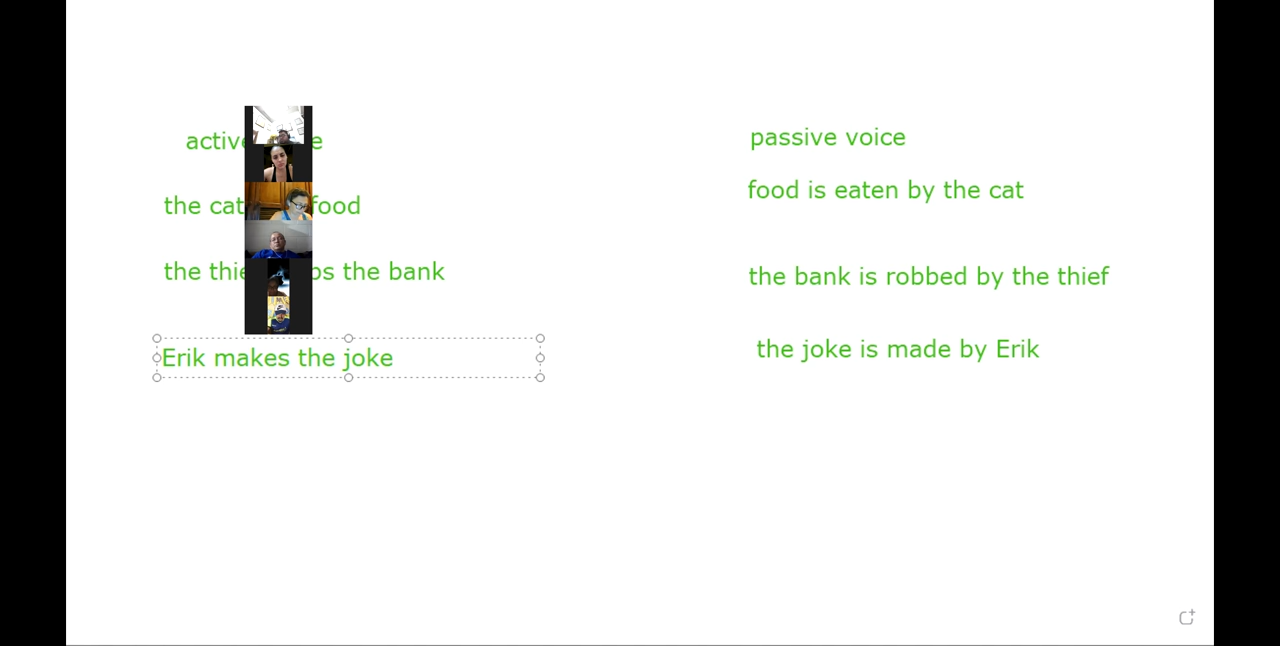 active
passive voice
the cat food
food is eaten by the cat
the the bank
the bank is robbed by the thief
Erik makes the joke
the joke is made by Erik